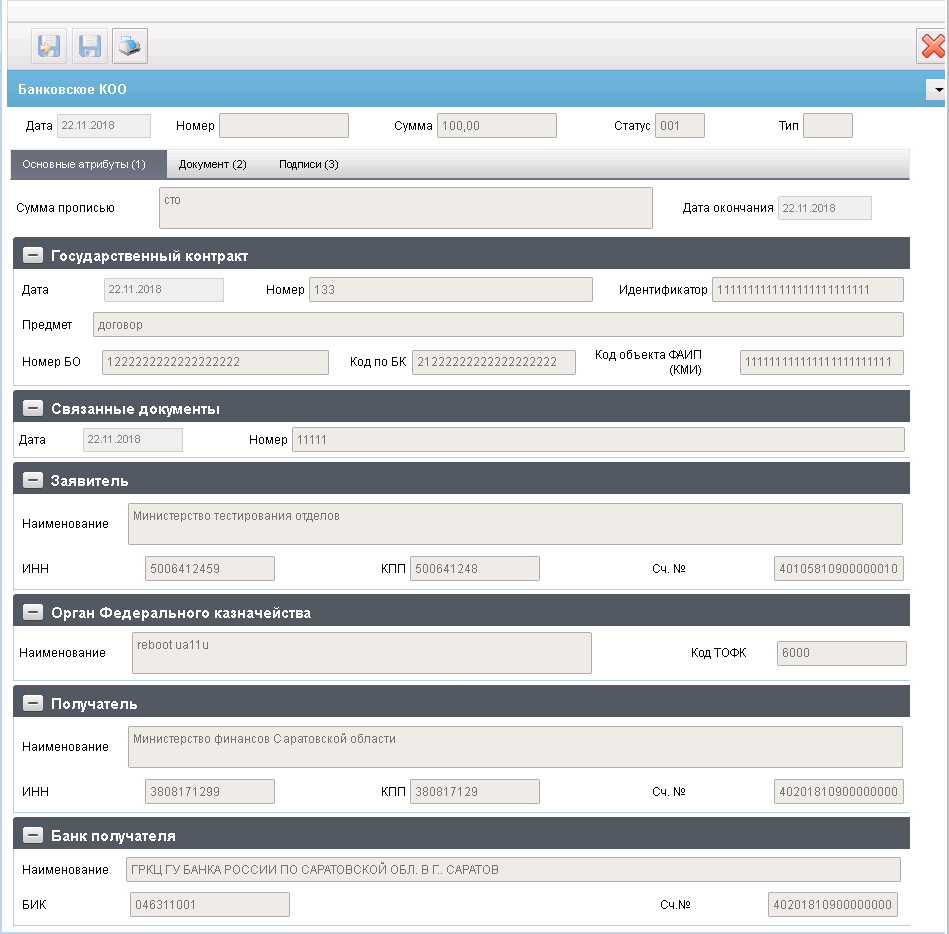 Банковское КОО
Дата 22.11.2018 Номер Сумма 100,00 Статус 001 Тип
Основные атрибуты (1) Документ (2) Подписи (3)
Сумма прописью сто Дата окончания 22.11.2018
Государственный контракт
Дата 22.11.2018 Номер 133 Идентификатор
Предмет договор
Номер БО Код по БК Код объекта ФАИП
(КМИ)
Связанные документы
Дата 22.11.2018 Номер 11111
Заявитель
Наименование Министерство тестирования отделов
ИНН 5006412459 КПП 500641248 Сч. № 40105810900000010
Орган Федерального казначейства
Наименование reboot ua11u Код ТОФК 6000
Получатель
Наименование Министерство финансов Саратовской области
ИНН 3808171299 КПП 380817129 Сч. № 40201810900000000
Банк получателя
Наименование ГРКЦ ГУ БАНКА РОССИИ ПО САРАТОВСКОЙ ОБЛ. В Г.. САРАТОВ
БИК 046311001 Сч.№ 40201810900000000